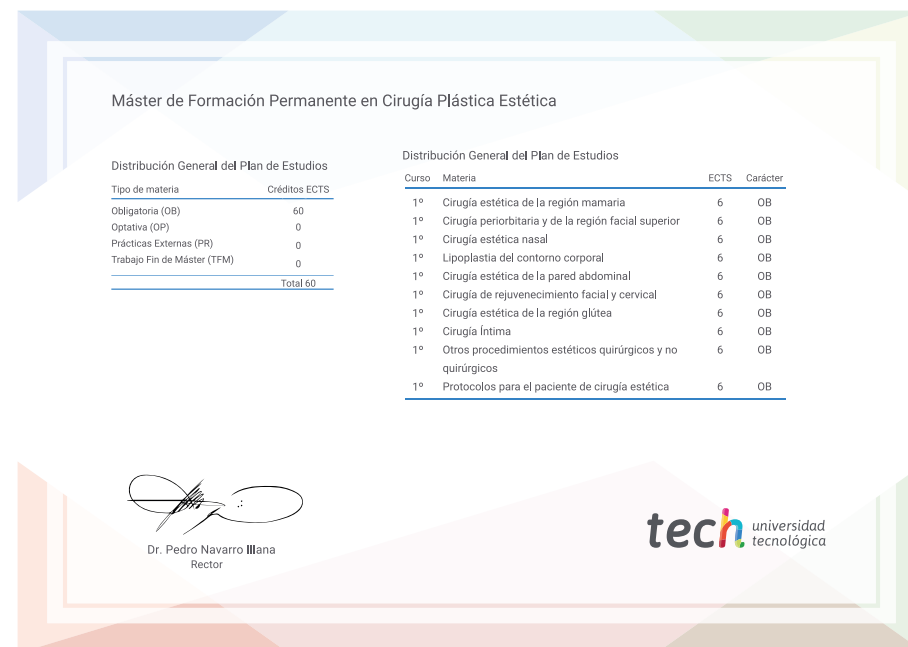 Máster de Formación Permanente en Cirugía Plástica Estética
Distribución General del Plan de Estudios
Tipo de materia Créditos ECTS
Obligatoria (OB) 60
Optativa (OP) 0
Prácticas Externas (PR) 0
Trabajo Fin de Máster (TFM) 0
Total 60
Distribución General del Plan de Estudios
Curso Materia ECTS Carácter
1º Cirugía estética de la región mamaria 6 OB
1º Cirugía periorbitaria y de la región facial superior 6 OB
1º Cirugía estética nasal 6 OB
1º Lipoplastia del contorno corporal 6 OB
1º Cirugía estética de la pared abdominal 6 OB
1º Cirugía de rejuvenecimiento facial y cervical 6 OB
1º Cirugía estética de la región glútea 6 OB
1º Cirugía Íntima 6 OB
1º Otros procedimientos estéticos quirúrgicos y no 6 OB
quirúrgicos
1º Protocolos para el paciente de cirugía estética 6 OB
Dr. Pedro Navarro Illana
Rector
tech universidad
tecnológica